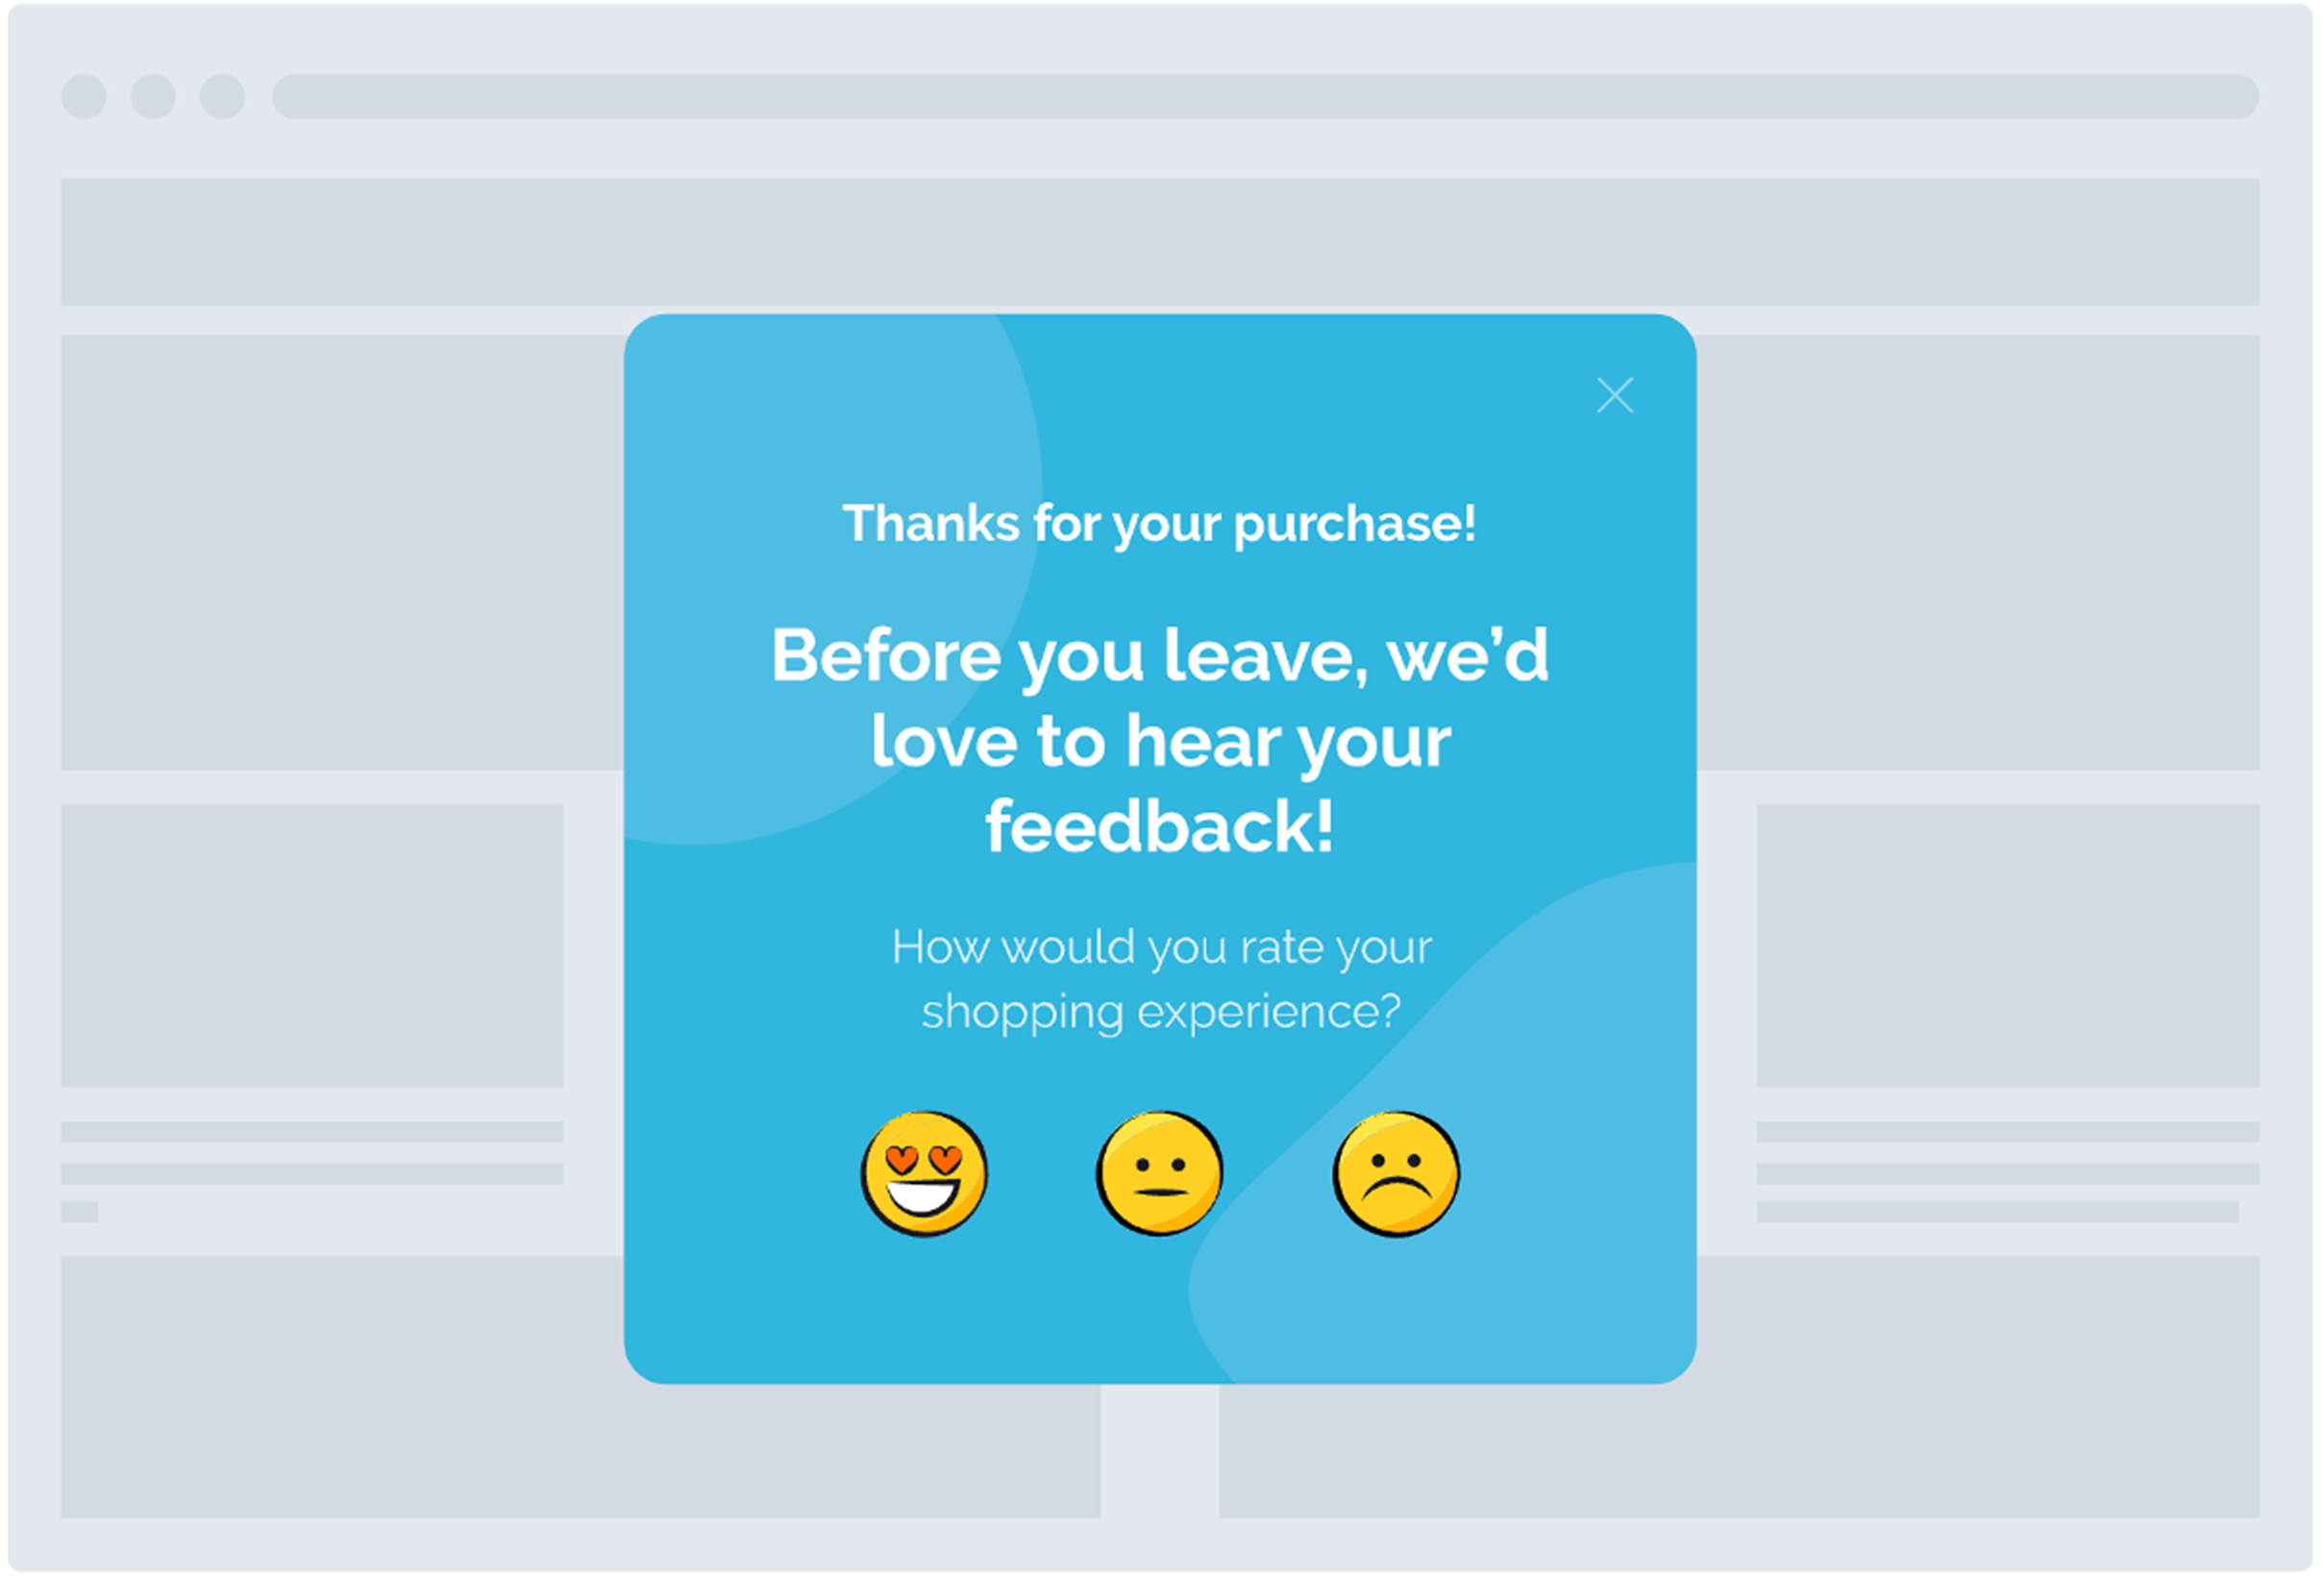 Thanks for your purchase!
Before you leave, we’d
love to hear your
feedback!
How would you rate your
shopping experience?